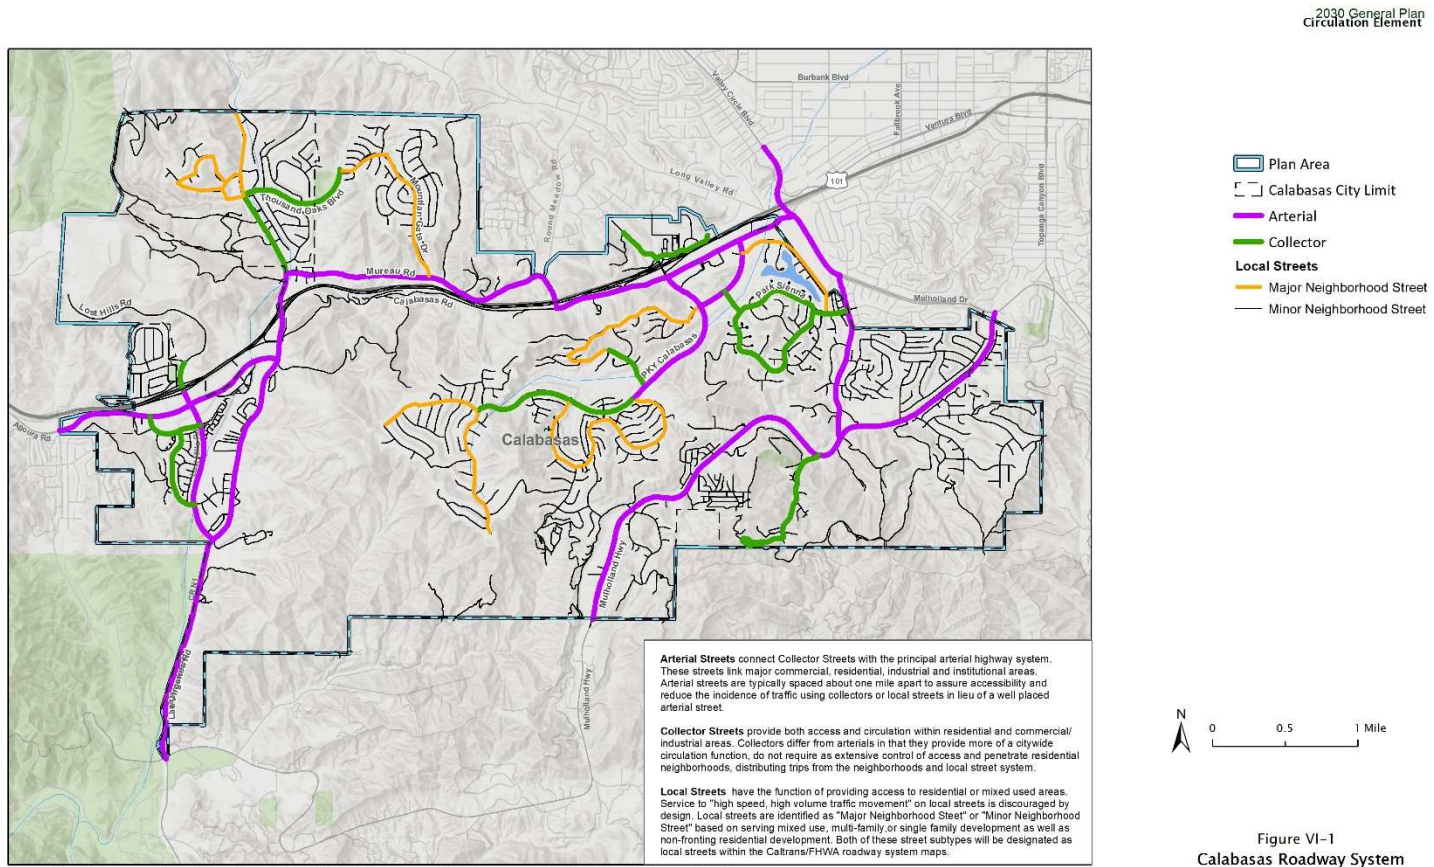 2030 General Plan
Circulation Element
Burbank Blvd
Valley Circle Blvd
Fallbrook Ave
Ventura Blvd
101
Long Valley Rd
Round Meadow Rd
Topanga Canyon Blvd
Thousand Oaks Blvd
Mountain Gate Dr
Mureau Rd
Calabasas Rd
Lost Hills Rd
Park Sienna
Mulholland Dr
PKY Calabasas
Agoura Rd
Calabasas
Mulholland Hwy
CR N1
Las Virgenes Rd
Mulholland Hwy
Plan Area
Calabasas City Limit
Arterial
Collector
Local Streets
Major Neighborhood Street
Minor Neighborhood Street
Arterial Streets connect Collector Streets with the principal arterial highway system.
These streets link major commercial, residential, industrial and institutional areas.
Arterial streets are typically spaced about one mile apart to assure accessibility and
reduce the incidence of traffic using collectors or local streets in lieu of a well placed
arterial street.
Collector Streets provide both access and circulation within residential and commercial/
industrial areas. Collectors differ from arterials in that they provide more of a citywide
circulation function, do not require as extensive control of access and penetrate residential
neighborhoods, distributing trips from the neighborhoods and local street system.
Local Streets have the function of providing access to residential or mixed used areas.
Service to "high speed, high volume traffic movement" on local streets is discouraged by
design. Local streets are identified as "Major Neighborhood Steet" or "Minor Neighborhood
Street" based on serving mixed use, multi-family,or single family development as well as
non-fronting residential development. Both of these street subtypes will be designated as
local streets within the Caltrans/FHWA roadway system maps.
N
0 0.5 1 Mile
Figure VI-1
Calabasas Roadway System